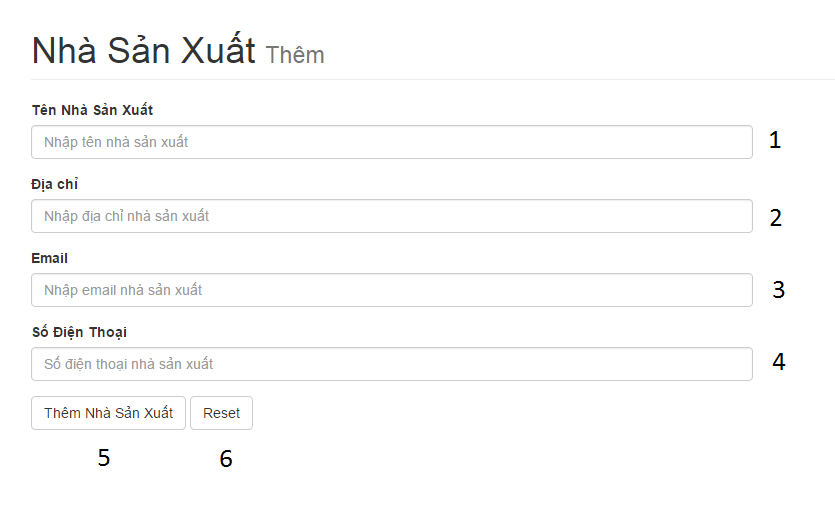 Nhà Sản Xuất Thêm
Tên Nhà Sản Xuất
Nhập tên nhà sản xuất 1
Địa chỉ
Nhập địa chỉ nhà sản xuất 2
Email
Nhập email nhà sản xuất 3
Số Điện Thoại
Số điện thoại nhà sản xuất 4
Thêm Nhà Sản Xuất Reset
5 6